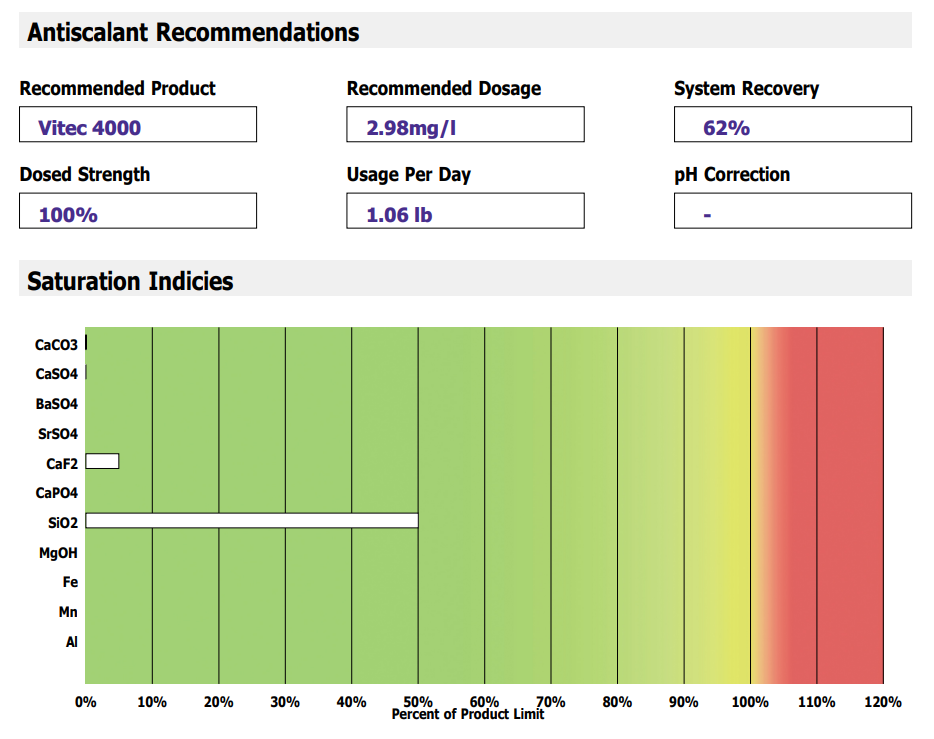 Antiscalant Recommendations
Recommended Product Recommended Dosage System Recovery
Vitec 4000 2.98mg/l 62%
Dosed Strength Usage Per Day pH Correction
100% 1.06 lb -
Saturation Indicies
CaCO3
CaSO4
BaSO4
SrSO4
CaF2
CaPO4
SiO2
MgOH
Fe
Mn
Al
0% 10% 20% 30% 40% 50% 60% 70% 80% 90% 100% 110% 120%
Percent of Product Limit